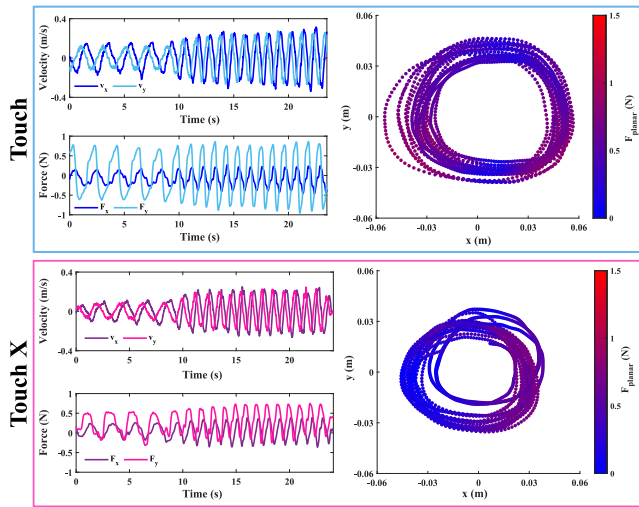 Touch
Velocity (m/s)
0.4
0
-0.4
v_x v_y
0 5 10 15 20
Time (s)
Force (N)
1
0.5
0
-0.5
-1
F_x F_y
0 5 10 15 20
Time (s)
y (m)
0.06
0.03
0
-0.03
-0.06
-0.06 -0.03 0 0.03 0.06
x (m)
1.5
1
0.5
0
F_planar (N)
Touch X
Velocity (m/s)
0.4
0
-0.4
v_x v_y
0 5 10 15 20
Time (s)
Force (N)
1
0.5
0
-0.5
-1
F_x F_y
0 5 10 15 20
Time (s)
y (m)
0.06
0.03
0
-0.03
-0.06
-0.06 -0.03 0 0.03 0.06
x (m)
1.5
1
0.5
0
F_planar (N)